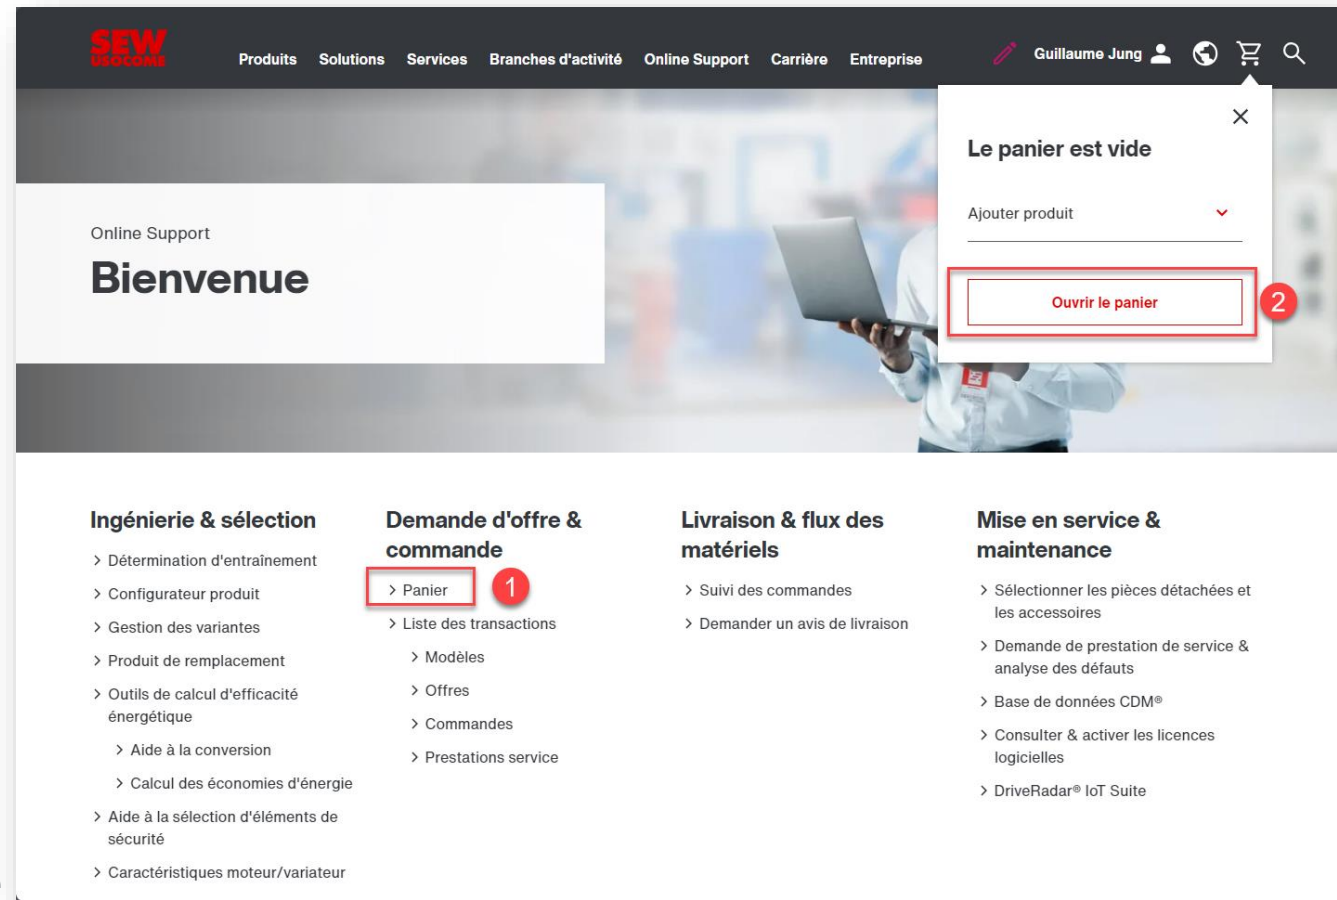 SEW
USOCOME
Produits Solutions Services Branches d'activité Online Support Carrière Entreprise
Guillaume Jung
Le panier est vide
Ajouter produit
Ouvrir le panier
2
Online Support
Bienvenue
Ingénierie & sélection
Détermination d'entraînement
Configurateur produit
Gestion des variantes
Produit de remplacement
Outils de calcul d'efficacité
énergétique
Aide à la conversion
Calcul des économies d'énergie
Aide à la sélection d'éléments de
sécurité
Caractéristiques moteur/variateur
Demande d'offre &
commande
Panier
1
Liste des transactions
Modèles
Offres
Commandes
Prestations service
Livraison & flux des
matériels
Suivi des commandes
Demander un avis de livraison
Mise en service &
maintenance
Sélectionner les pièces détachées et
les accessoires
Demande de prestation de service &
analyse des défauts
Base de données CDM®
Consulter & activer les licences
logicielles
DriveRadar® IoT Suite